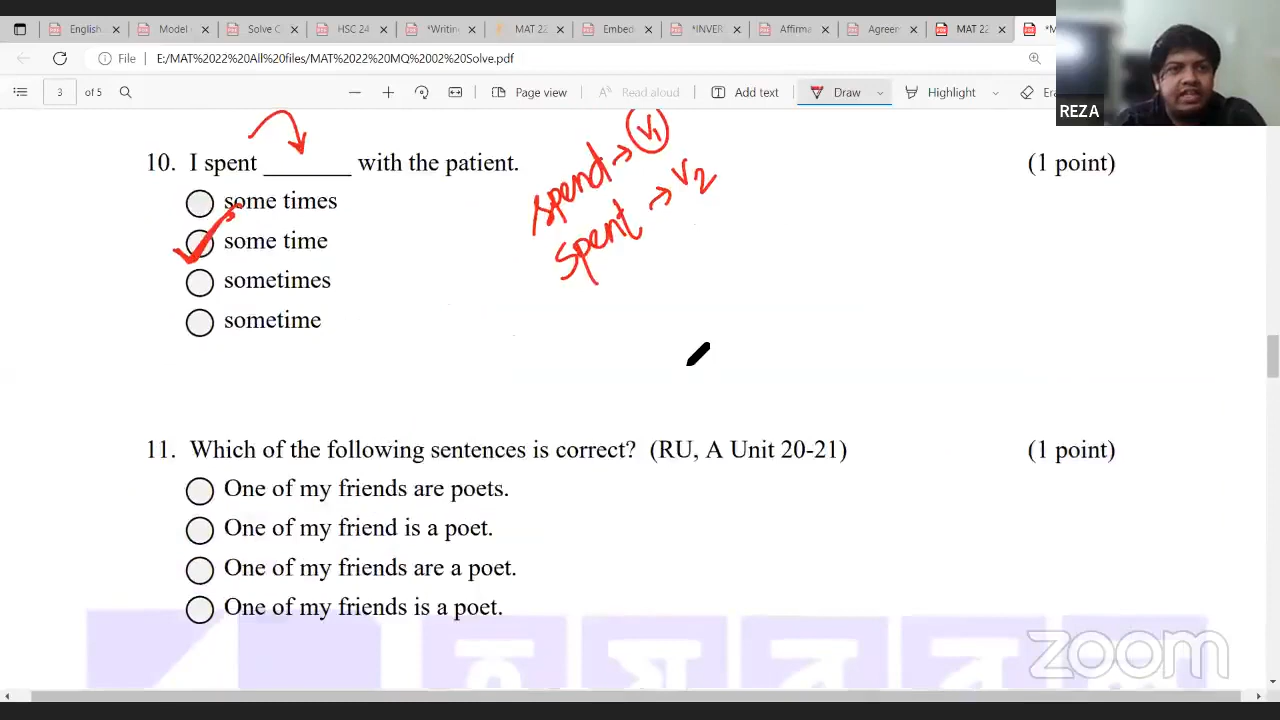 English
Model
Solve C
HSC 24
*Writin
MAT 22
Embed
*INVER
Affirma
Agreen
MAT 22
File
E:/MAT%2022%20All%20files/MAT%2022%20MQ%2002%20Solve.pdf
3 of 5
Page view
Read aloud
Add text
Draw
Highlight
REZA
10. I spent _______ with the patient. (1 point)
some times
some time
sometimes
sometime
spend → V1
spent → V2
11. Which of the following sentences is correct? (RU, A Unit 20-21) (1 point)
One of my friends are poets.
One of my friend is a poet.
One of my friends are a poet.
One of my friends is a poet.
zoom